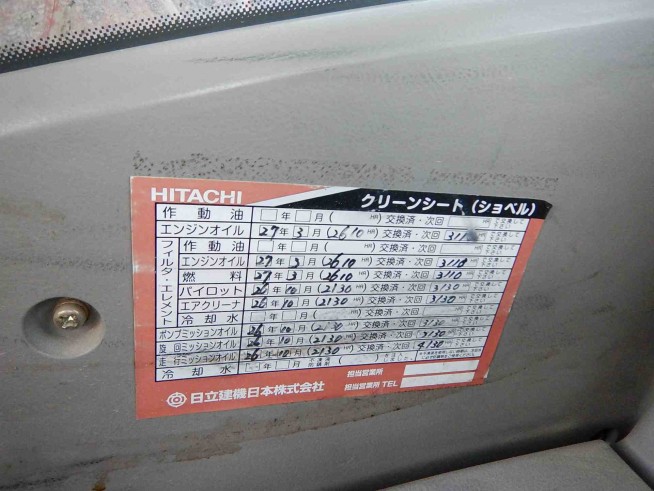 HITACHI クリーンシート (ショベル)
作動油 年 月 ( HR) 交換済・次回
エンジンオイル 27年3月(2610 HR) 交換済・次回
フィルタ・エレメント
作動油 年 月 ( HR) 交換済・次回
エンジンオイル 27年3月(2610 HR) 交換済・次回 3110
燃料 27年3月(2610 HR) 交換済・次回 3110
パイロット 26年10月(2130 HR) 交換済・次回 3130
エアクリーナ 26年10月(2130 HR) 交換済・次回 3130
冷却水 年 月 ( HR) 交換済・次回
ポンプミッションオイル 26年10月(2130 HR) 交換済・次回 3130
旋回ミッションオイル 26年10月(2130 HR) 交換済・次回
走行ミッションオイル 26年10月(2130 HR) 交換済・次回 4130
冷却水 年 月
担当営業所
日立建機日本株式会社 担当営業所 TEL